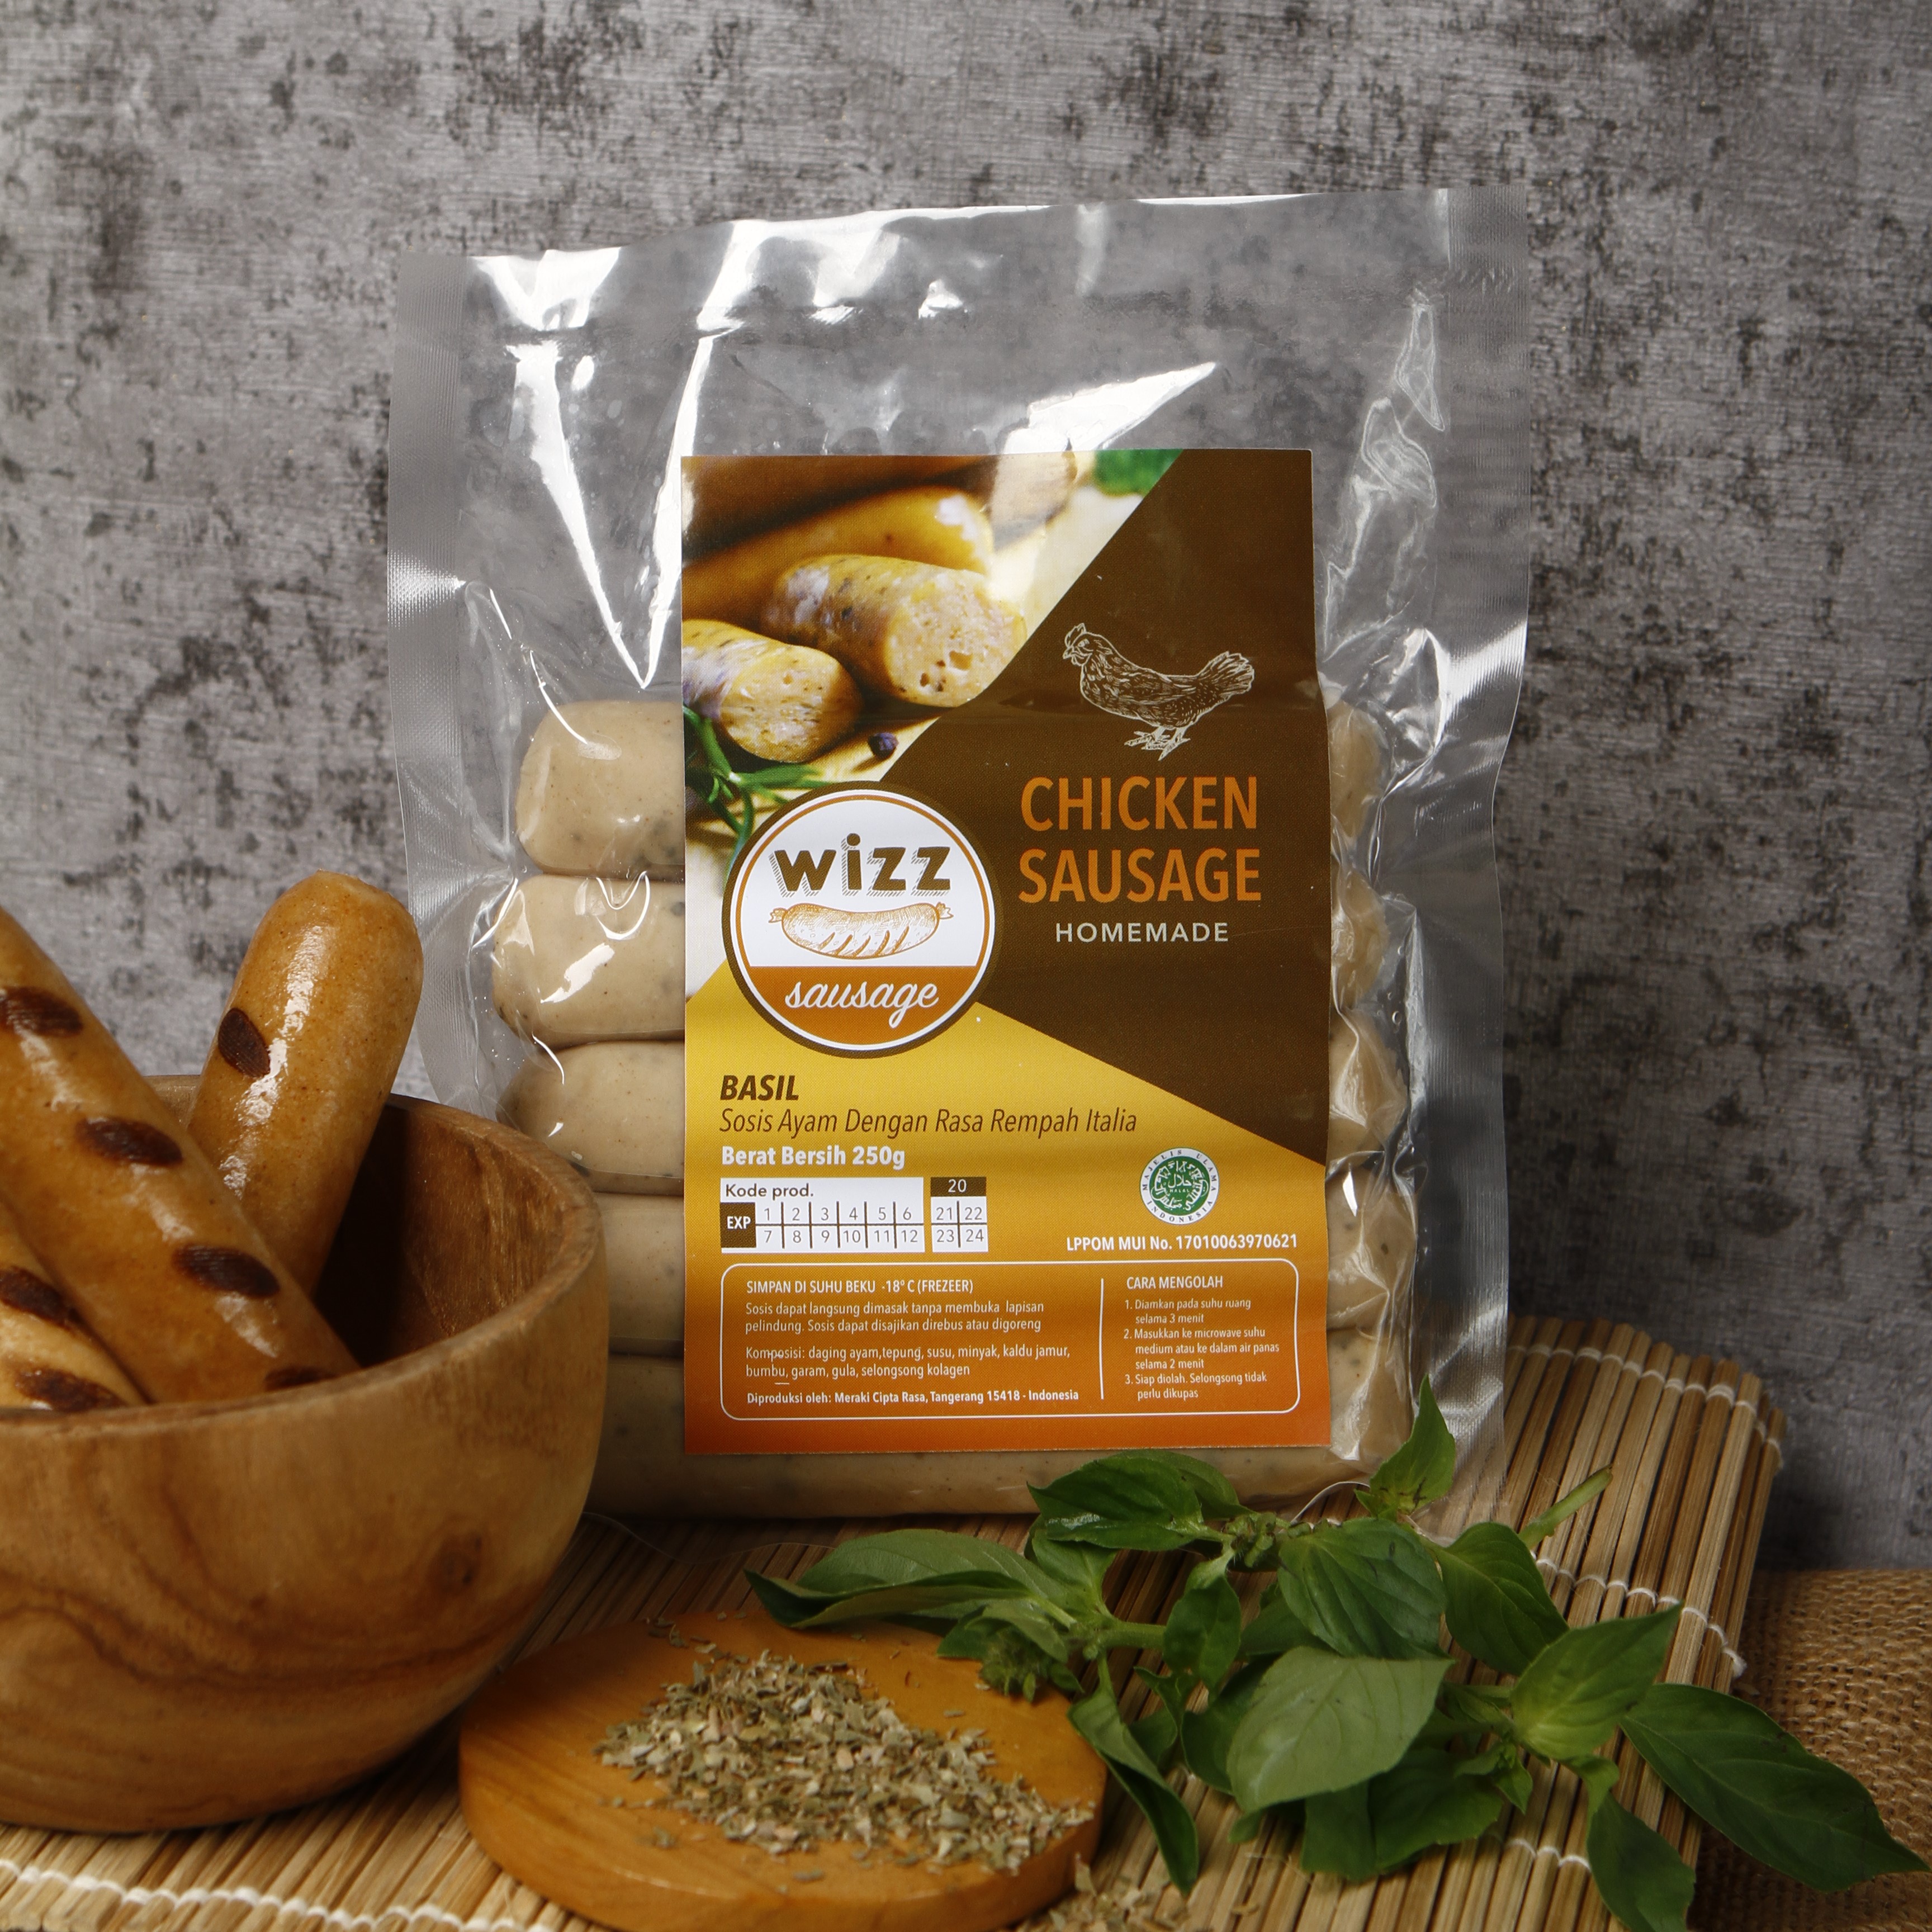 CHICKEN
SAUSAGE
HOMEMADE
wizz
sausage
BASIL
Sosis Ayam Dengan Rasa Rempah Italia
Berat Bersih 250g
Kode prod.
EXP
1 2 3 4 5 6
7 8 9 10 11 12
20
21 22
23 24
MAJELIS ULAMA
حلال
HALAL
INDONESIA
LPPOM MUI No. 17010063970621
SIMPAN DI SUHU BEKU -18° C (FREZEER)
Sosis dapat langsung dimasak tanpa membuka lapisan
pelindung. Sosis dapat disajikan direbus atau digoreng
Komposisi: daging ayam,tepung, susu, minyak, kaldu jamur,
bumbu, garam, gula, selongsong kolagen
Diproduksi oleh: Meraki Cipta Rasa, Tangerang 15418 - Indonesia
CARA MENGOLAH
1. Diamkan pada suhu ruang
selama 3 menit
2. Masukkan ke microwave suhu
medium atau ke dalam air panas
selama 2 menit
3. Siap diolah. Selongsong tidak
perlu dikupas